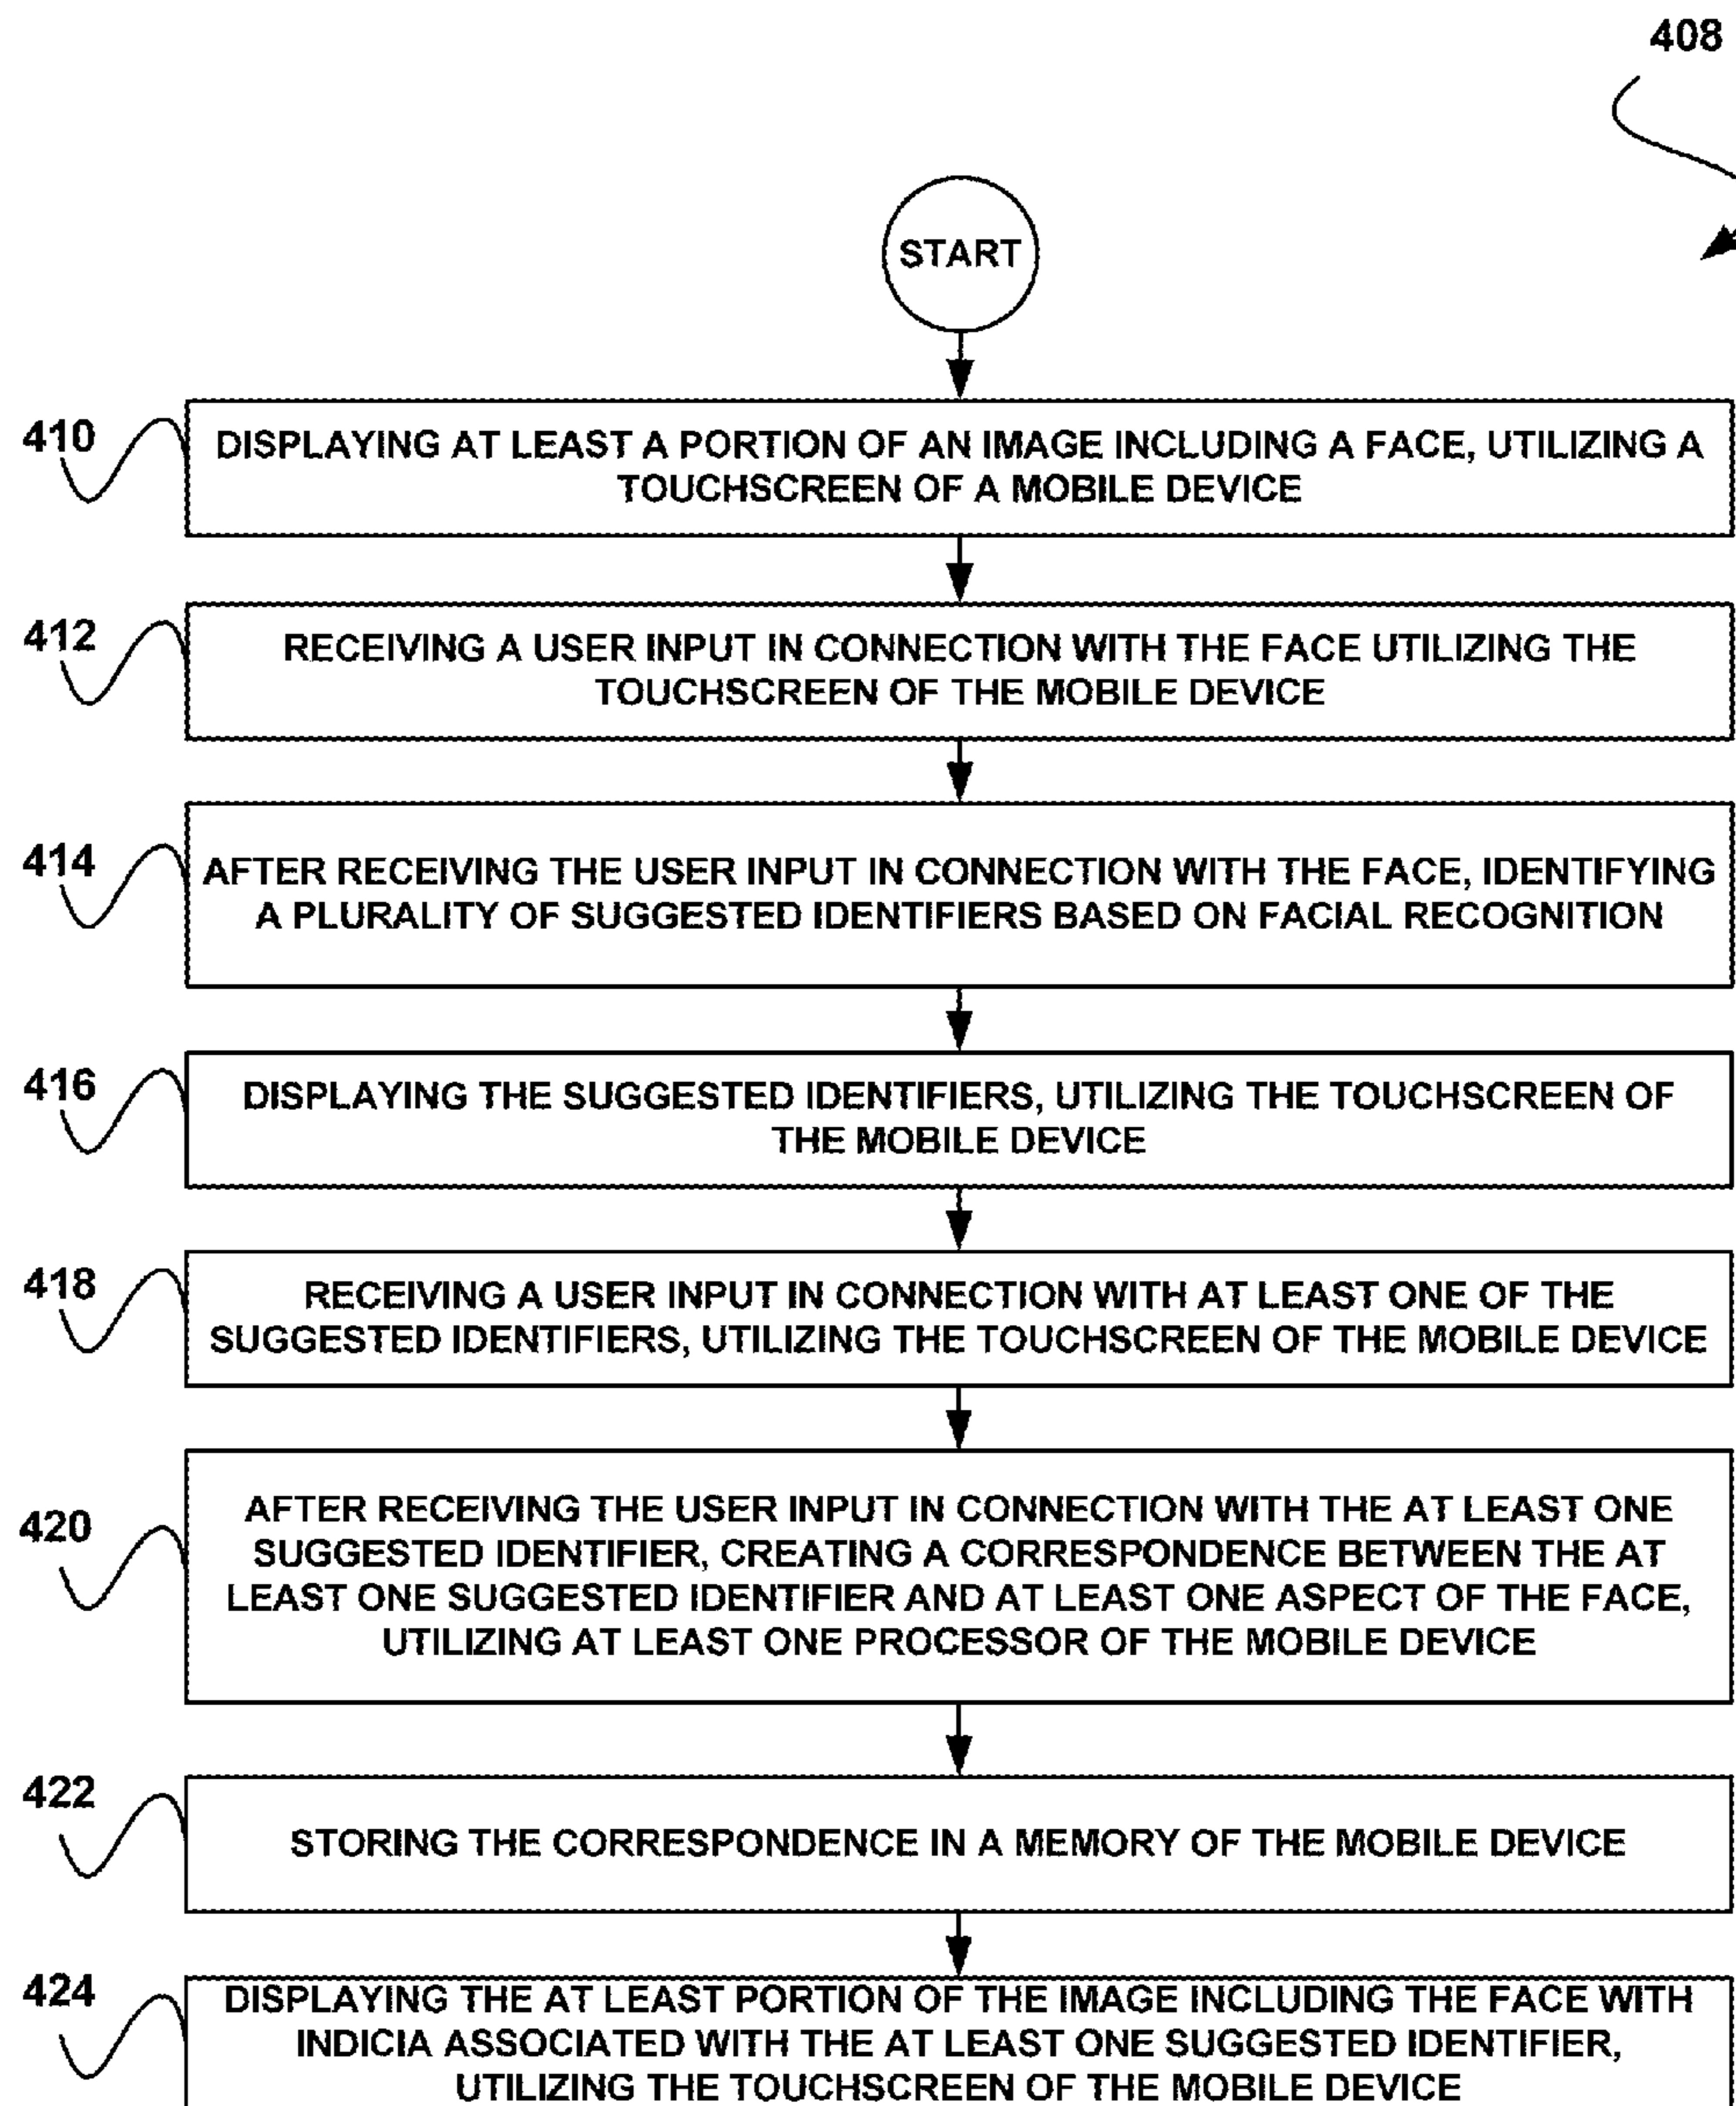 408
START
410
DISPLAYING AT LEAST A PORTION OF AN IMAGE INCLUDING A FACE, UTILIZING A
TOUCHSCREEN OF A MOBILE DEVICE
412
RECEIVING A USER INPUT IN CONNECTION WITH THE FACE UTILIZING THE
TOUCHSCREEN OF THE MOBILE DEVICE
414
AFTER RECEIVING THE USER INPUT IN CONNECTION WITH THE FACE, IDENTIFYING
A PLURALITY OF SUGGESTED IDENTIFIERS BASED ON FACIAL RECOGNITION
416
DISPLAYING THE SUGGESTED IDENTIFIERS, UTILIZING THE TOUCHSCREEN OF
THE MOBILE DEVICE
418
RECEIVING A USER INPUT IN CONNECTION WITH AT LEAST ONE OF THE
SUGGESTED IDENTIFIERS, UTILIZING THE TOUCHSCREEN OF THE MOBILE DEVICE
420
AFTER RECEIVING THE USER INPUT IN CONNECTION WITH THE AT LEAST ONE
SUGGESTED IDENTIFIER, CREATING A CORRESPONDENCE BETWEEN THE AT
LEAST ONE SUGGESTED IDENTIFIER AND AT LEAST ONE ASPECT OF THE FACE,
UTILIZING AT LEAST ONE PROCESSOR OF THE MOBILE DEVICE
422
STORING THE CORRESPONDENCE IN A MEMORY OF THE MOBILE DEVICE
424
DISPLAYING THE AT LEAST PORTION OF THE IMAGE INCLUDING THE FACE WITH
INDICIA ASSOCIATED WITH THE AT LEAST ONE SUGGESTED IDENTIFIER,
UTILIZING THE TOUCHSCREEN OF THE MOBILE DEVICE